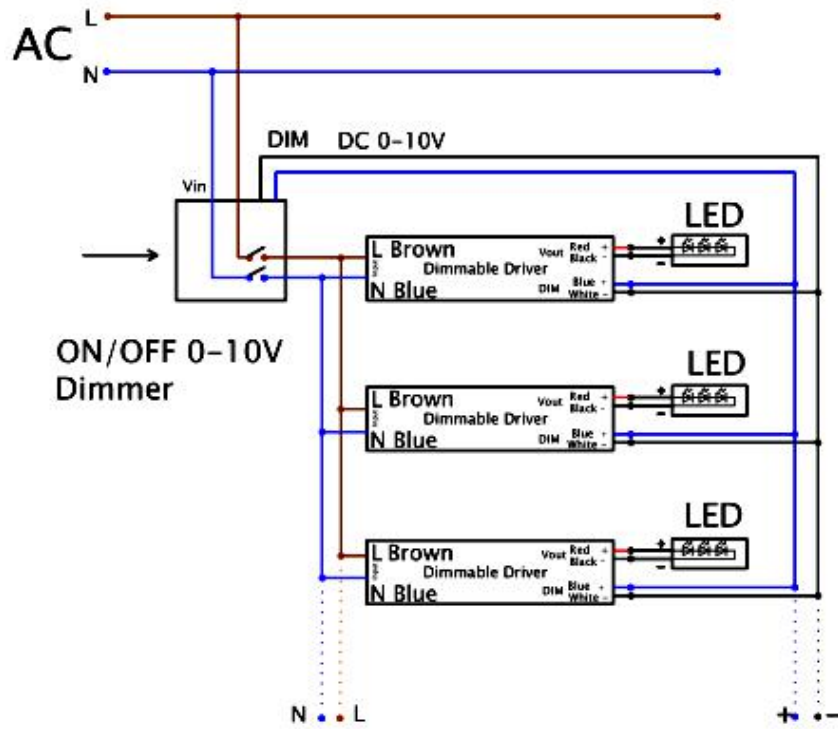 L
AC
N
DIM DC 0-10V
Vin
LED
L Brown Vout Red +
Black -
Dimmable Driver
N Blue DIM Blue +
White -
+
-
ON/OFF 0-10V
Dimmer
LED
L Brown Vout Red +
Black -
Dimmable Driver
N Blue DIM Blue +
White -
+
-
LED
L Brown Vout Red +
Black -
Dimmable Driver
N Blue DIM Blue +
White -
+
-
N L + -